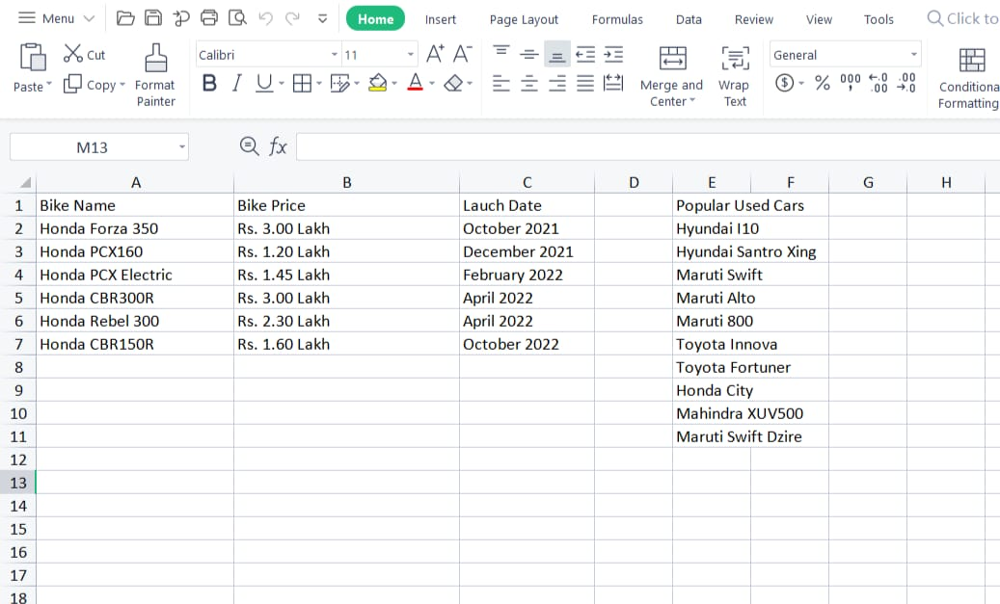 Menu Home Insert Page Layout Formulas Data Review View Tools Click to
Cut Calibri 11 A+ A- General
Paste Copy Format Painter B I U A Merge and Center Wrap Text $ % 000 .0 .00 .00 .0 Conditiona Formatting
M13 fx
A B C D E F G H
1 Bike Name Bike Price Lauch Date Popular Used Cars
2 Honda Forza 350 Rs. 3.00 Lakh October 2021 Hyundai I10
3 Honda PCX160 Rs. 1.20 Lakh December 2021 Hyundai Santro Xing
4 Honda PCX Electric Rs. 1.45 Lakh February 2022 Maruti Swift
5 Honda CBR300R Rs. 3.00 Lakh April 2022 Maruti Alto
6 Honda Rebel 300 Rs. 2.30 Lakh April 2022 Maruti 800
7 Honda CBR150R Rs. 1.60 Lakh October 2022 Toyota Innova
8 Toyota Fortuner
9 Honda City
10 Mahindra XUV500
11 Maruti Swift Dzire
12
13
14
15
16
17
18